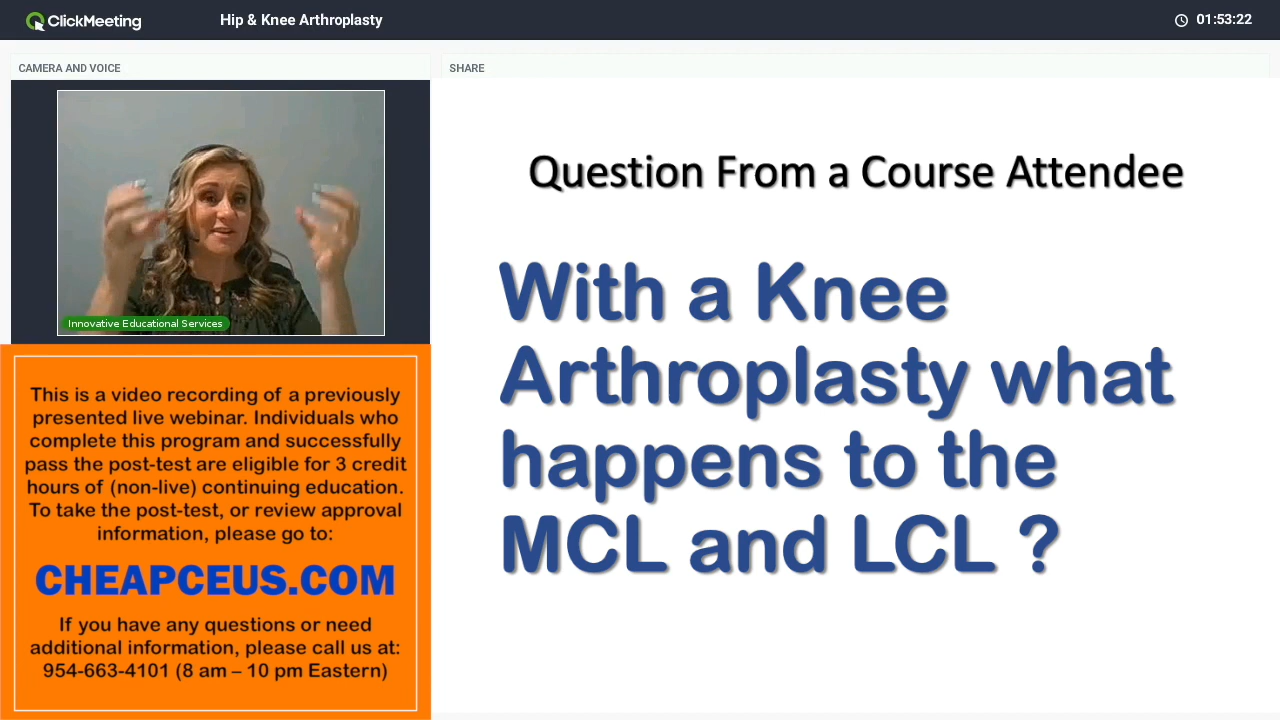 ClickMeeting
Hip & Knee Arthroplasty
01:53:22
CAMERA AND VOICE
SHARE
Innovative Educational Services
This is a video recording of a previously
presented live webinar. Individuals who
complete this program and successfully
pass the post-test are eligible for 3 credit
hours of (non-live) continuing education.
To take the post-test, or review approval
information, please go to:
CHEAPCEUS.COM
If you have any questions or need
additional information, please call us at:
954-663-4101 (8 am – 10 pm Eastern)
Question From a Course Attendee
With a Knee
Arthroplasty what
happens to the
MCL and LCL ?